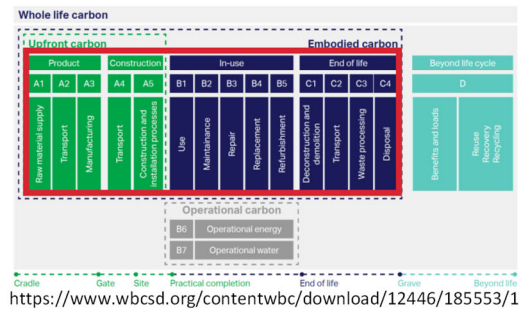 Whole life carbon
Upfront carbon
Embodied carbon
Product
Construction
In-use
End of life
Beyond life cycle
A1
A2
A3
A4
A5
B1
B2
B3
B4
B5
C1
C2
C3
C4
D
Raw material supply
Transport
Manufacturing
Transport
Construction and
installation processes
Use
Maintainance
Repair
Replacement
Refurbishment
Deconstruction and
demolition
Transport
Waste processing
Disposal
Benefits and loads
Reuse
Recovery
Recycling
Operational carbon
B6 Operational energy
B7 Operational water
Cradle
Gate
Site
Practical completion
End of life
Grave
Beyond life
https://www.wbcsd.org/contentwbc/download/12446/185553/1